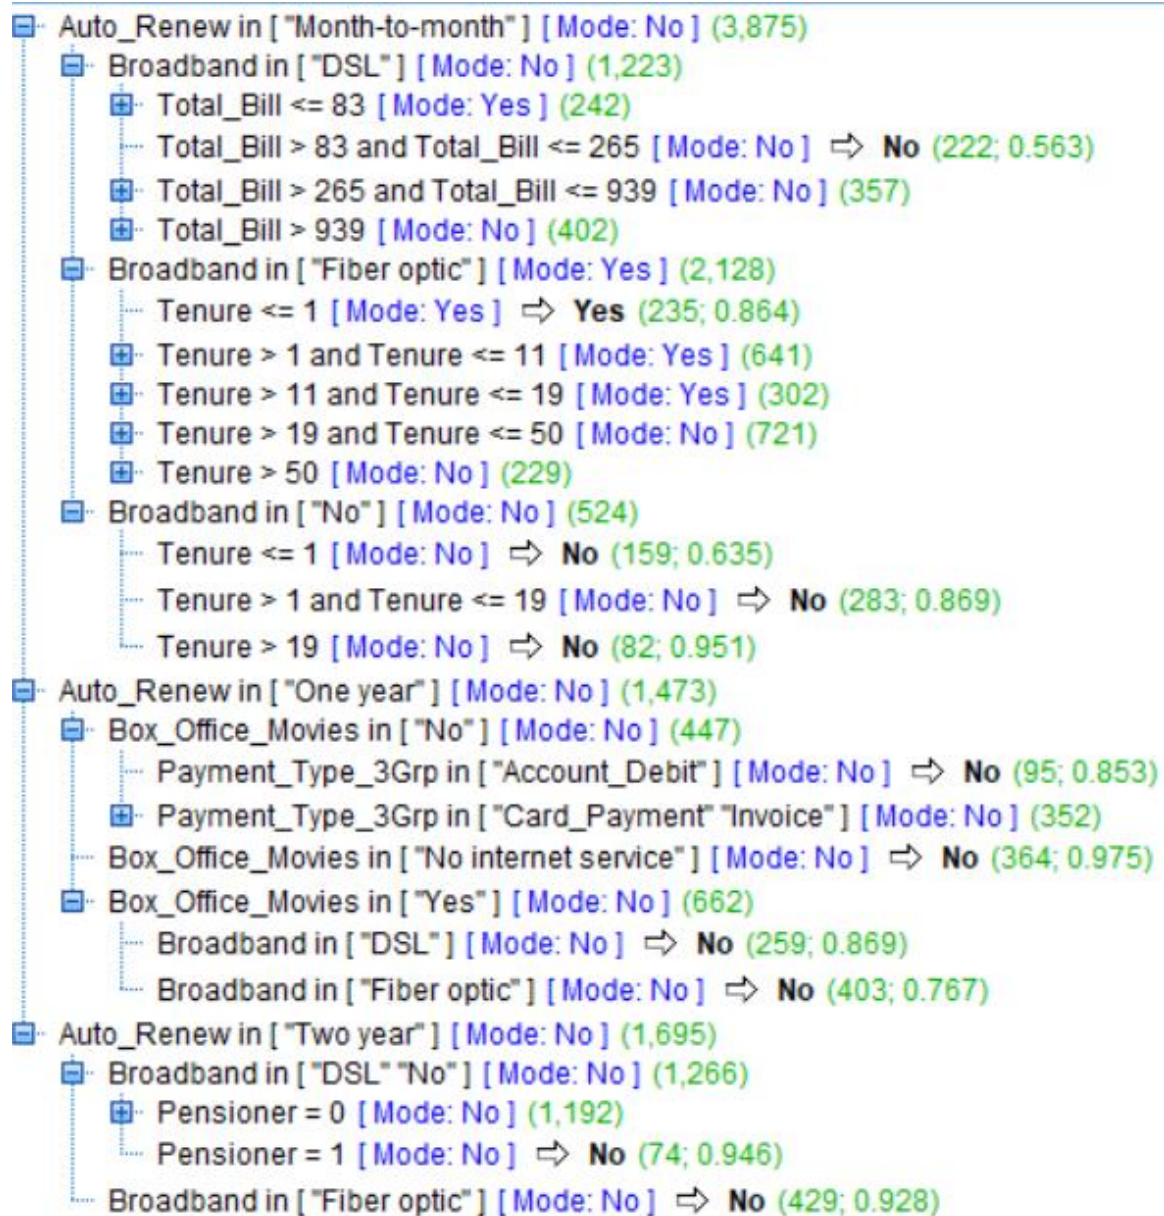 Auto_Renew in [ "Month-to-month" ] [ Mode: No ] (3,875)
Broadband in [ "DSL" ] [ Mode: No ] (1,223)
Total_Bill <= 83 [ Mode: Yes ] (242)
Total_Bill > 83 and Total_Bill <= 265 [ Mode: No ] ⇨ No (222; 0.563)
Total_Bill > 265 and Total_Bill <= 939 [ Mode: No ] (357)
Total_Bill > 939 [ Mode: No ] (402)
Broadband in [ "Fiber optic" ] [ Mode: Yes ] (2,128)
Tenure <= 1 [ Mode: Yes ] ⇨ Yes (235; 0.864)
Tenure > 1 and Tenure <= 11 [ Mode: Yes ] (641)
Tenure > 11 and Tenure <= 19 [ Mode: Yes ] (302)
Tenure > 19 and Tenure <= 50 [ Mode: No ] (721)
Tenure > 50 [ Mode: No ] (229)
Broadband in [ "No" ] [ Mode: No ] (524)
Tenure <= 1 [ Mode: No ] ⇨ No (159; 0.635)
Tenure > 1 and Tenure <= 19 [ Mode: No ] ⇨ No (283; 0.869)
Tenure > 19 [ Mode: No ] ⇨ No (82; 0.951)
Auto_Renew in [ "One year" ] [ Mode: No ] (1,473)
Box_Office_Movies in [ "No" ] [ Mode: No ] (447)
Payment_Type_3Grp in [ "Account_Debit" ] [ Mode: No ] ⇨ No (95; 0.853)
Payment_Type_3Grp in [ "Card_Payment" "Invoice" ] [ Mode: No ] (352)
Box_Office_Movies in [ "No internet service" ] [ Mode: No ] ⇨ No (364; 0.975)
Box_Office_Movies in [ "Yes" ] [ Mode: No ] (662)
Broadband in [ "DSL" ] [ Mode: No ] ⇨ No (259; 0.869)
Broadband in [ "Fiber optic" ] [ Mode: No ] ⇨ No (403; 0.767)
Auto_Renew in [ "Two year" ] [ Mode: No ] (1,695)
Broadband in [ "DSL" "No" ] [ Mode: No ] (1,266)
Pensioner = 0 [ Mode: No ] (1,192)
Pensioner = 1 [ Mode: No ] ⇨ No (74; 0.946)
Broadband in [ "Fiber optic" ] [ Mode: No ] ⇨ No (429; 0.928)